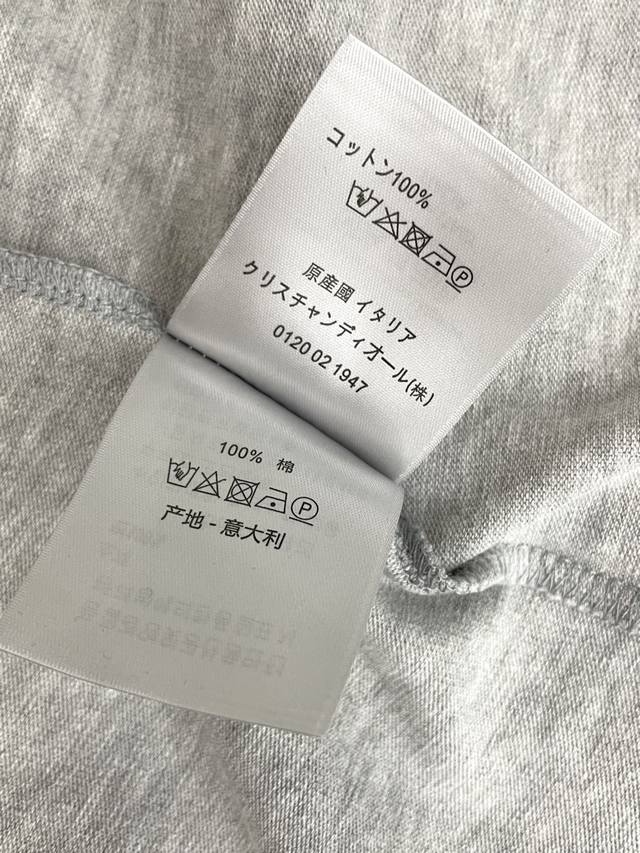 コットン100%
P
原産國 イタリア
クリスチャンディオール(株)
0120 02 1947
100% 棉
P
产地 - 意大利